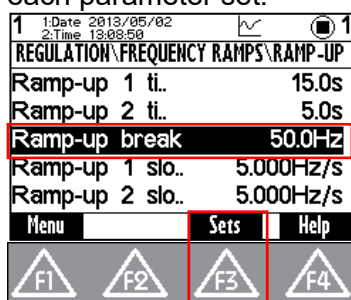 each parameter set.
1 1:Date 2013/05/02 1
2:Time 13:08:50
REGULATION\FREQUENCY RAMPS\RAMP-UP
Ramp-up 1 ti.. 15.0s
Ramp-up 2 ti.. 5.0s
Ramp-up break 50.0Hz
Ramp-up 1 slo.. 5.000Hz/s
Ramp-up 2 slo.. 5.000Hz/s
Menu Sets Help
F1 F2 F3 F4